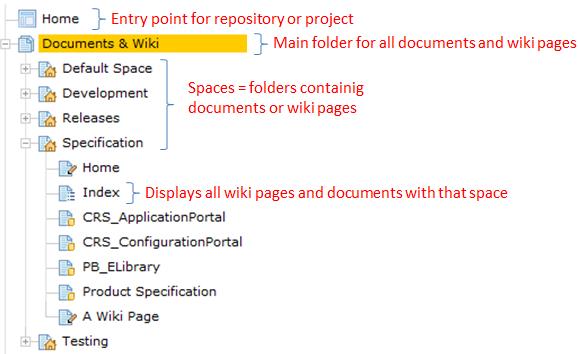 Home Entry point for repository or project
Documents & Wiki Main folder for all documents and wiki pages
Default Space
Development Spaces = folders containig
documents or wiki pages
Releases
Specification
Home
Index Displays all wiki pages and documents with that space
CRS_ApplicationPortal
CRS_ConfigurationPortal
PB_ELibrary
Product Specification
A Wiki Page
Testing